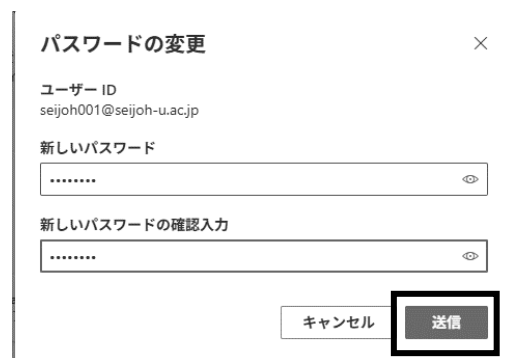 パスワードの変更
ユーザー ID
seijoh001@seijoh-u.ac.jp
新しいパスワード
••••••••
新しいパスワードの確認入力
••••••••
キャンセル
送信